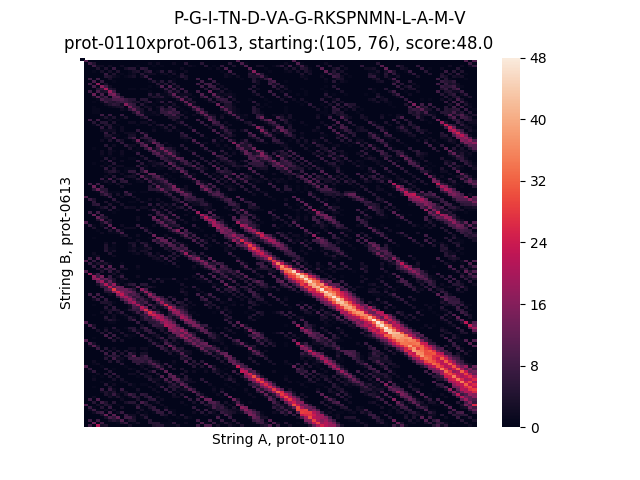 P-G-I-TN-D-VA-G-RKSPNMN-L-A-M-V
prot-0110xprot-0613, starting:(105, 76), score:48.0
String B, prot-0613
String A, prot-0110
48
40
32
24
16
8
0